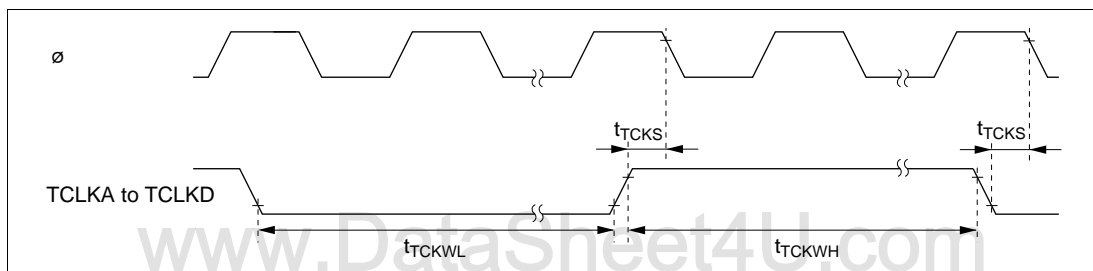 ø
tTCKS
tTCKS
TCLKA to TCLKD
tTCKWL
tTCKWH
www.DataSheet4U.com